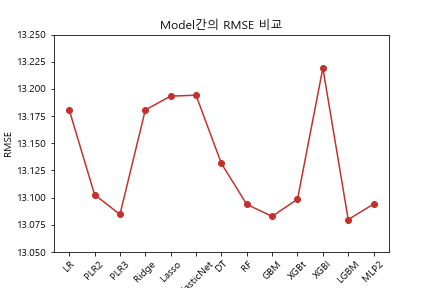 Model간의 RMSE 비교
13.250
13.225
13.200
13.175
13.150
13.125
13.100
13.075
13.050
RMSE
LR
PLR2
PLR3
Ridge
Lasso
lasticNet
DT
RF
GBM
XGBt
XGBl
LGBM
MLP2